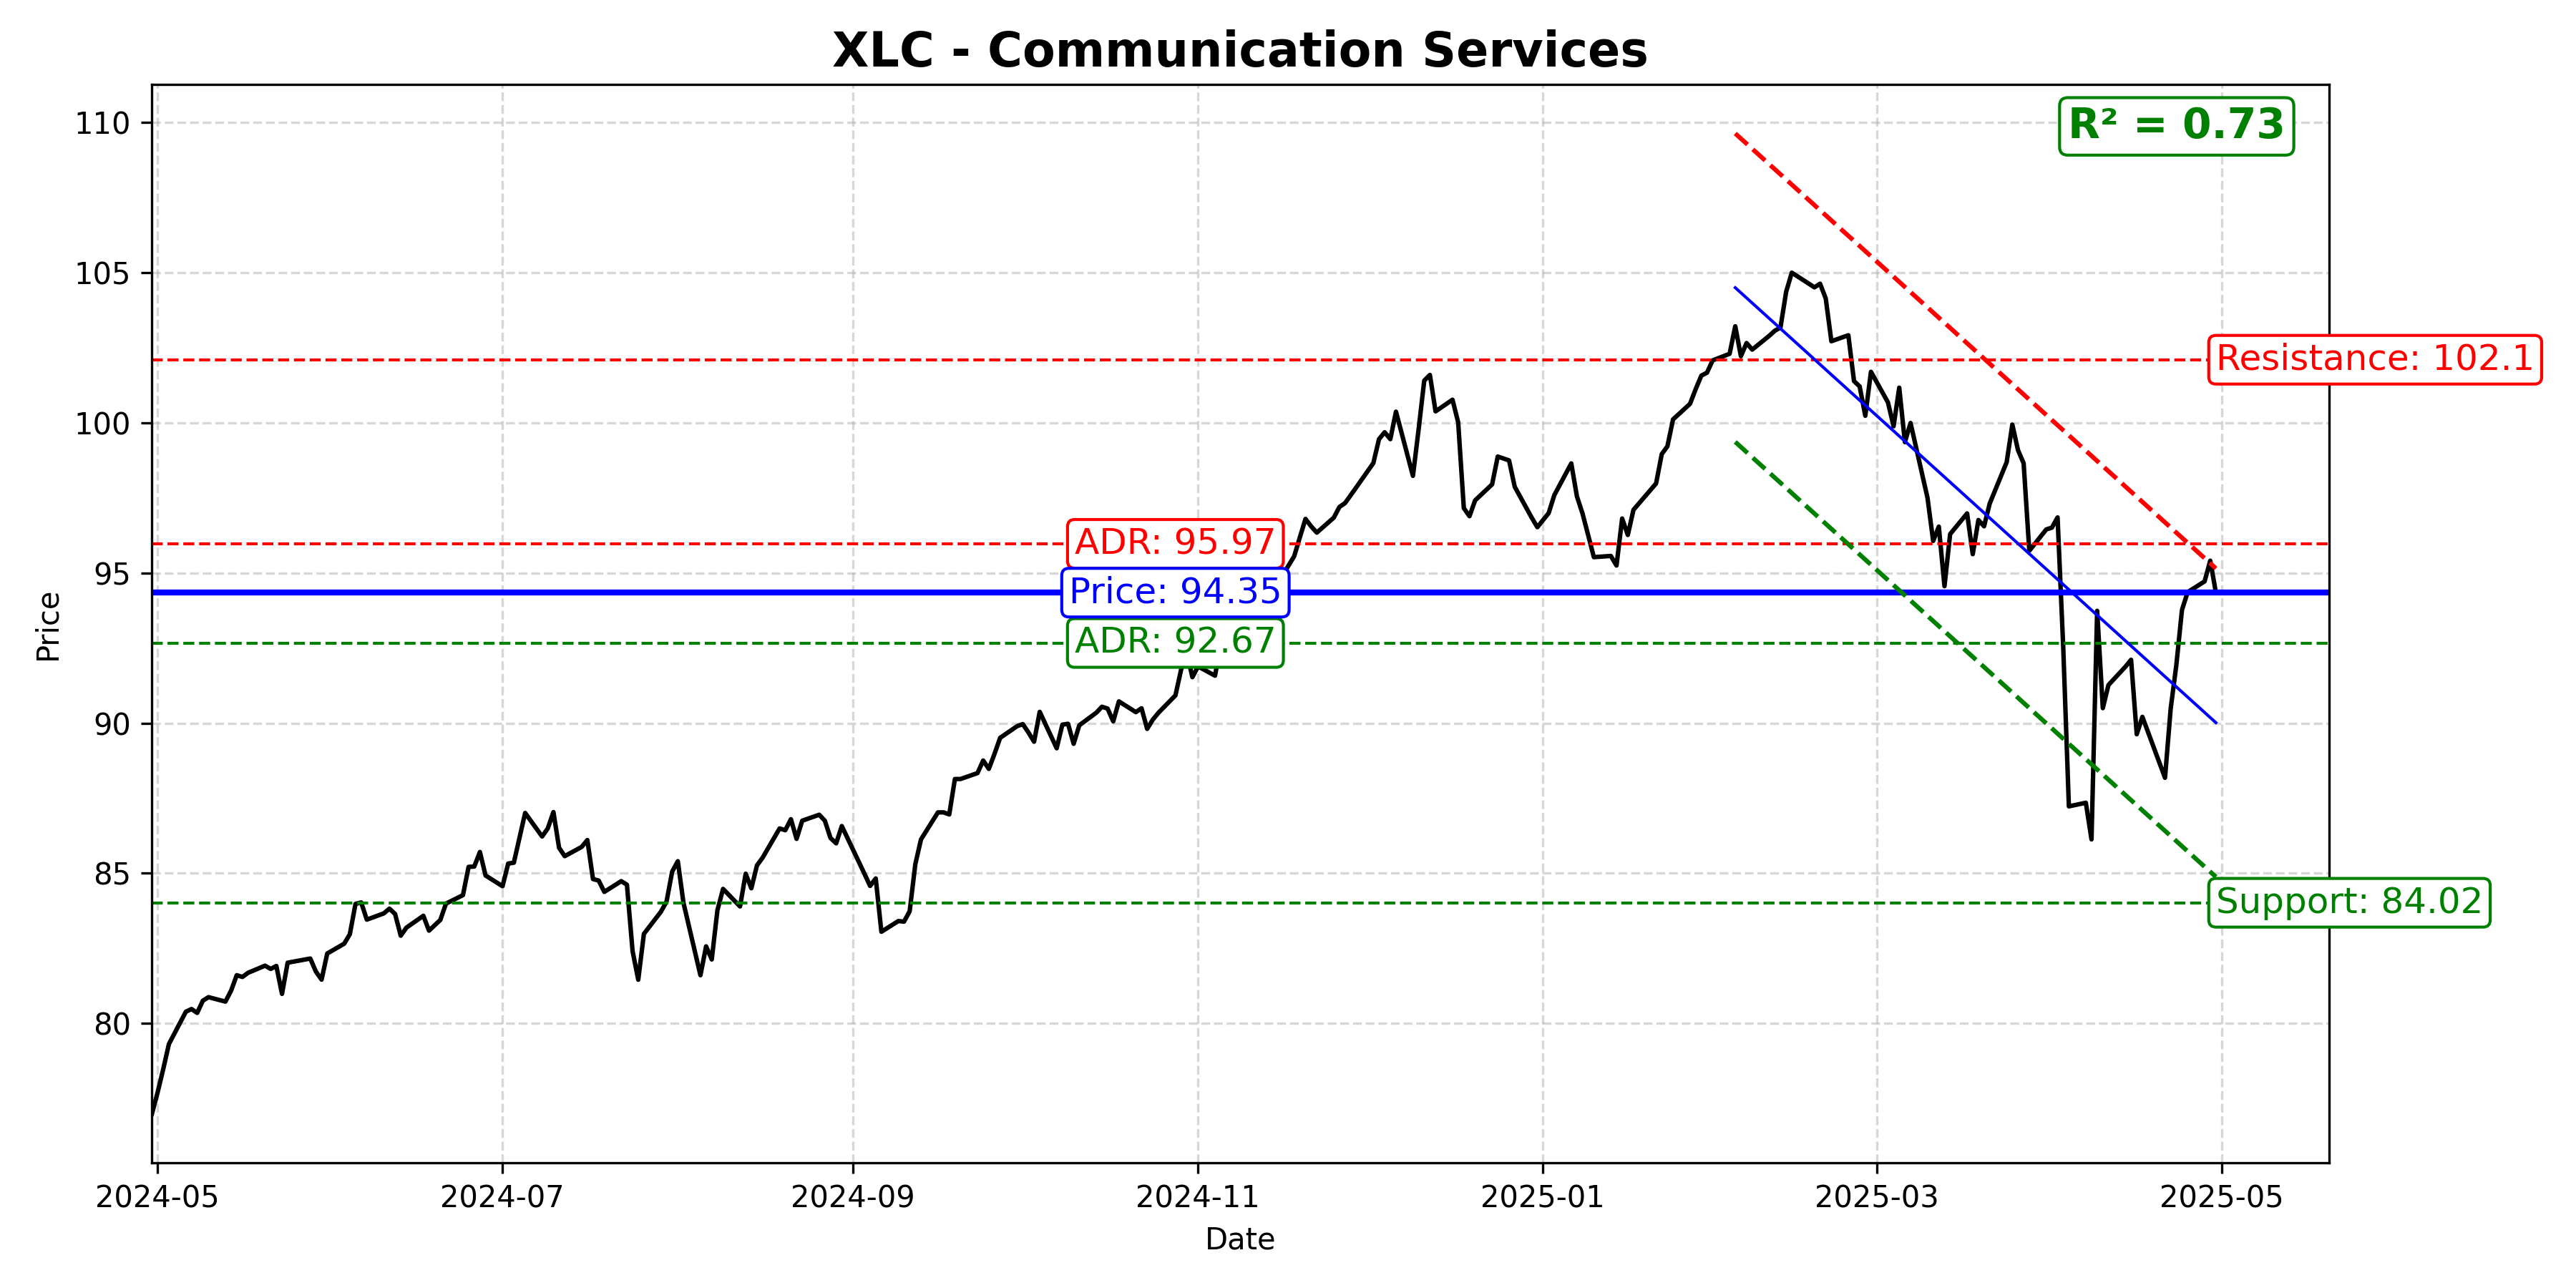 XLC - Communication Services
R² = 0.73
110
105
100
95
90
85
80
Price
Resistance: 102.1
ADR: 95.97
Price: 94.35
ADR: 92.67
Support: 84.02
2024-05
2024-07
2024-09
2024-11
2025-01
2025-03
2025-05
Date